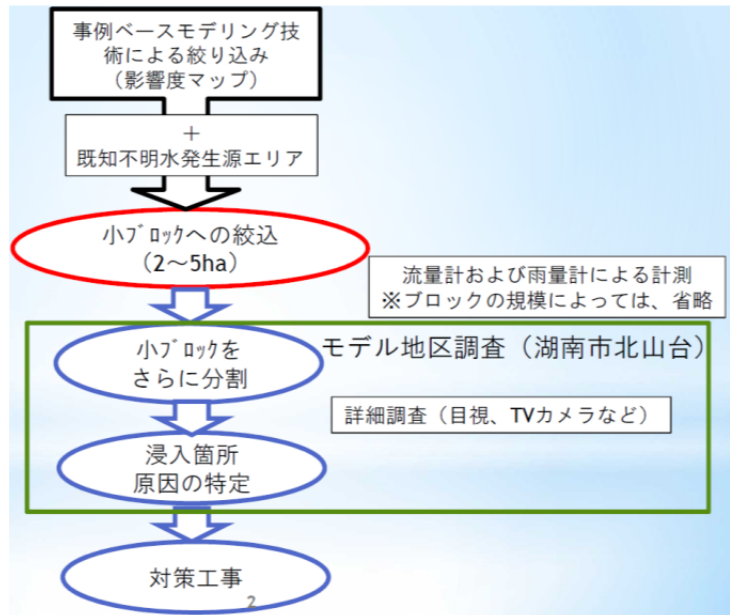 事例ベースモデリング技
術による絞り込み
（影響度マップ）
＋
既知不明水発生源エリア
小ﾌﾞﾛｯｸへの絞込
（2～5ha）
流量計および雨量計による計測
※ブロックの規模によっては、省略
モデル地区調査（湖南市北山台）
小ﾌﾞﾛｯｸを
さらに分割
詳細調査（目視、TVカメラなど）
浸入箇所
原因の特定
対策工事
2